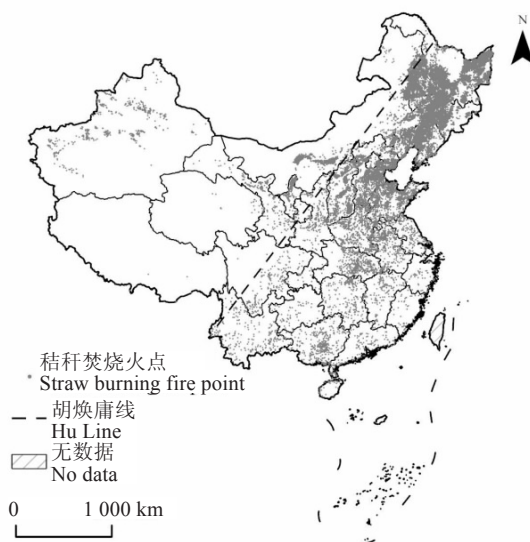 N
秸秆焚烧火点
Straw burning fire point
胡焕庸线
Hu Line
无数据
No data
0 1 000 km